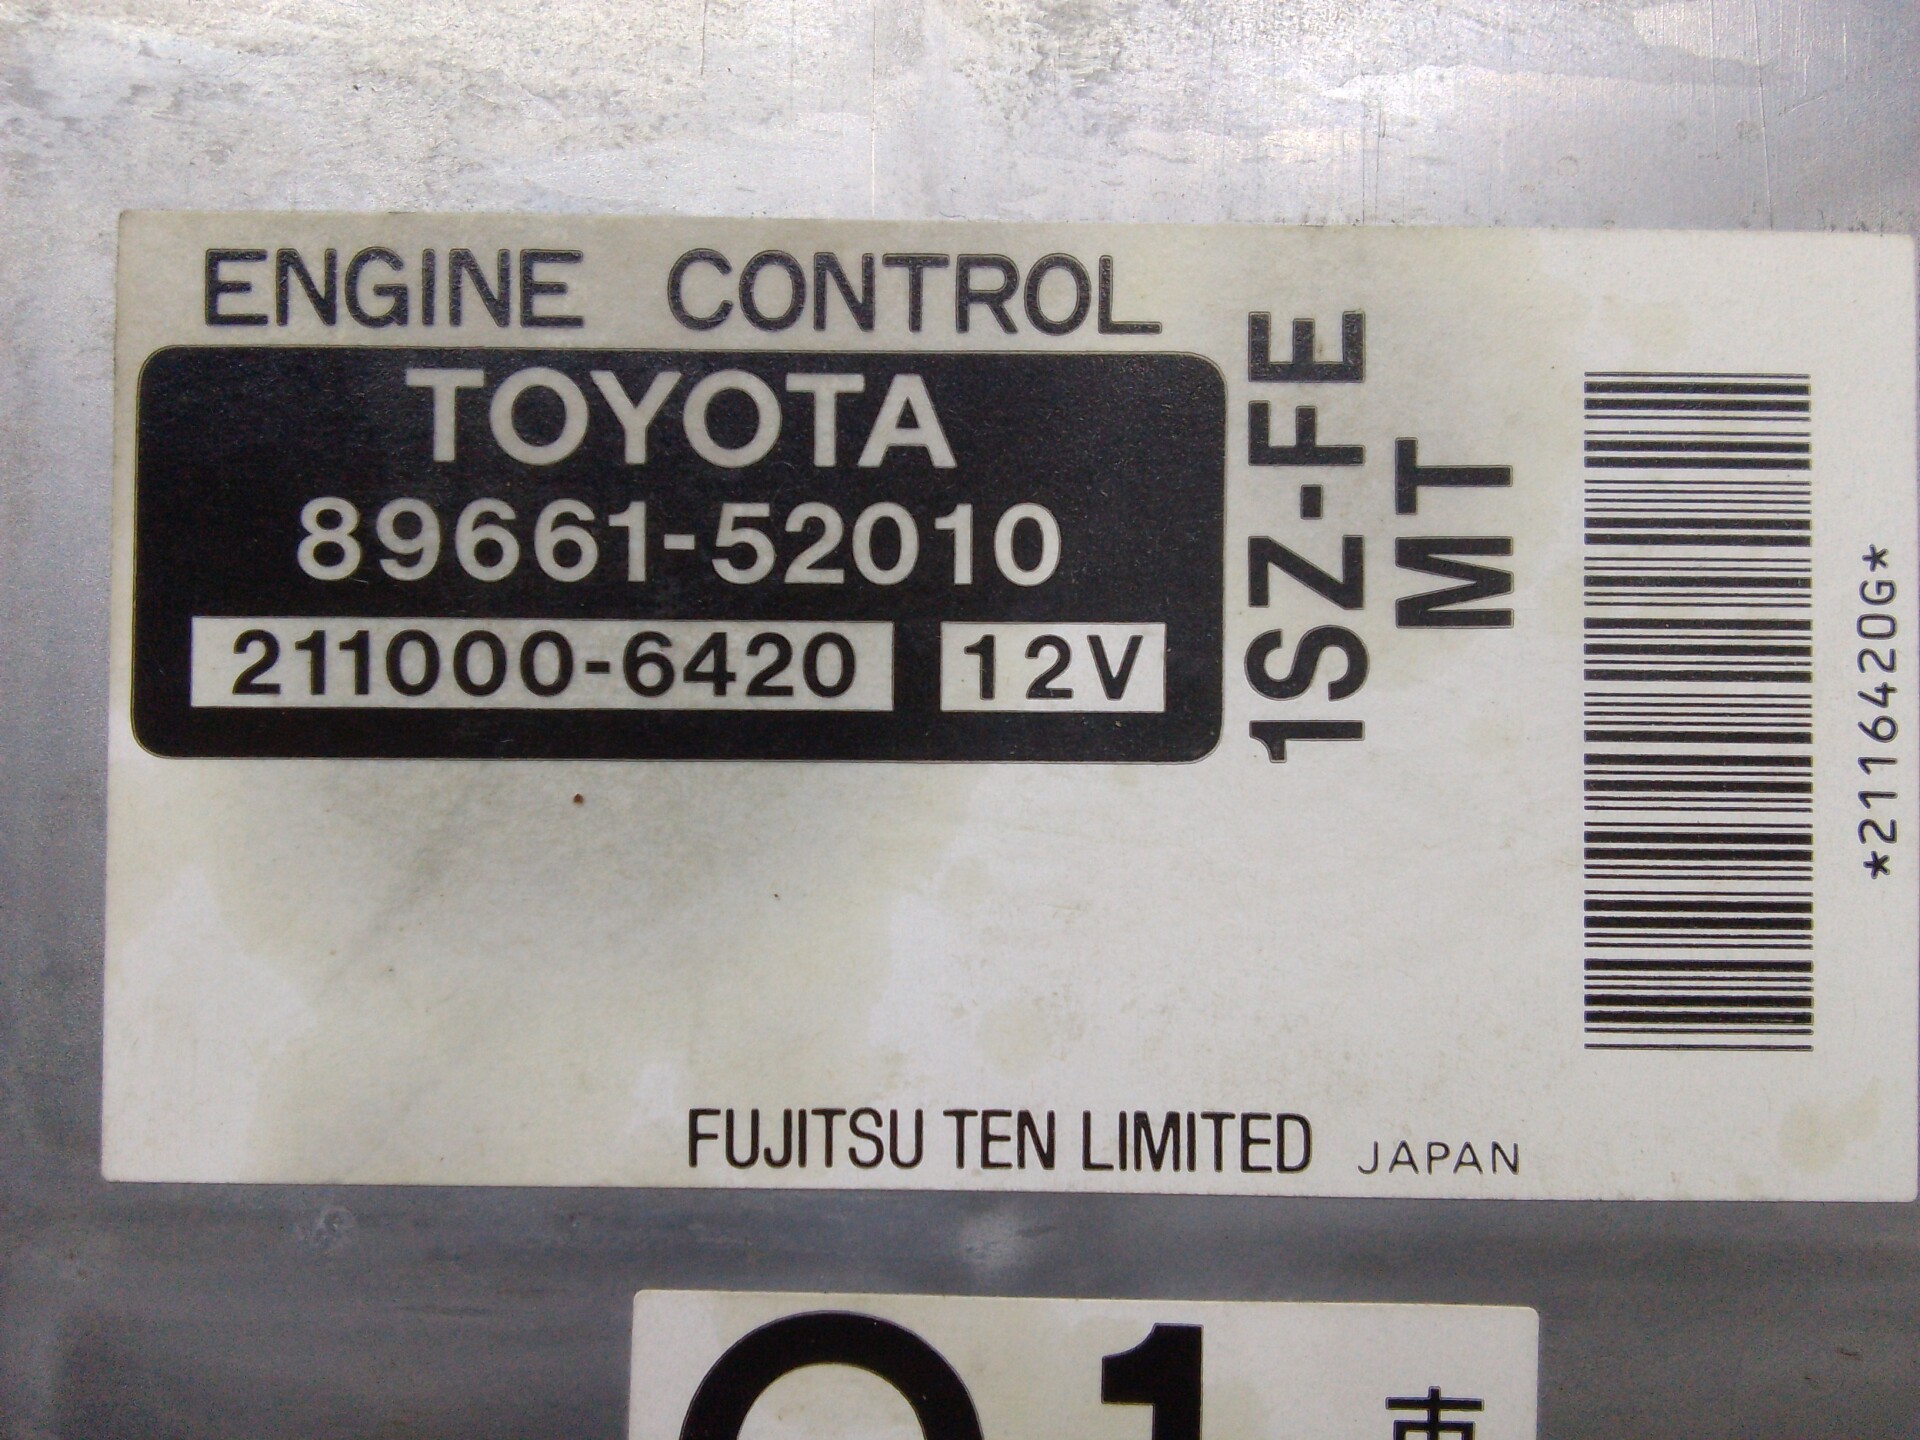 ENGINE CONTROL
TOYOTA
89661-52010
211000-6420 12V
1SZ-FE
MT
*2116420G*
FUJITSU TEN LIMITED JAPAN